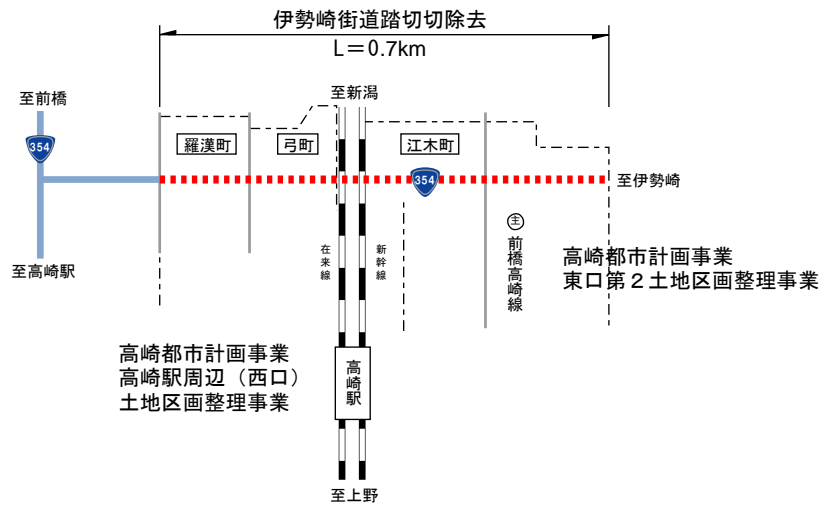 伊勢崎街道踏切切除去
L=0.7km
至前橋
至新潟
354
羅漢町
弓町
江木町
354
至伊勢崎
主
前橋高崎線
在来線
新幹線
至高崎駅
高崎都市計画事業
東口第2土地区画整理事業
高崎都市計画事業
高崎駅周辺(西口)
土地区画整理事業
高崎駅
至上野